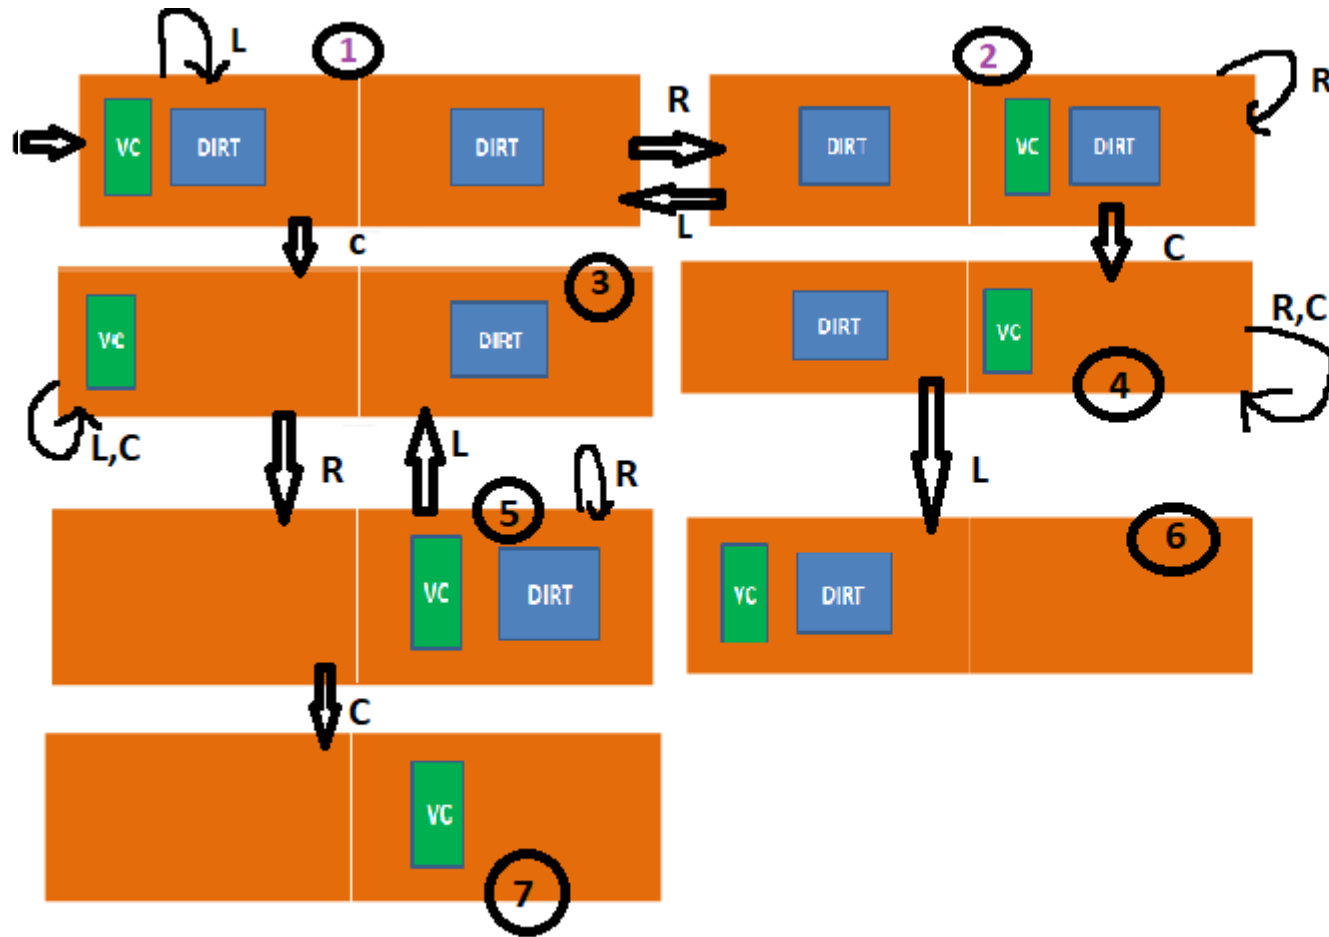 L 1 2
R R
VC DIRT DIRT DIRT VC DIRT
L
c C
3
VC DIRT DIRT VC R,C
4
L,C R L R L
5 6
VC DIRT VC DIRT
C
VC
7